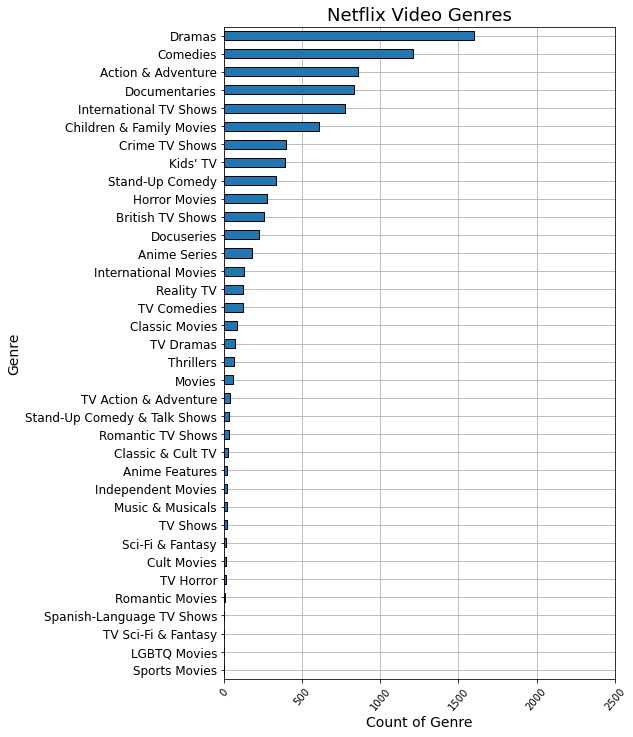 Netflix Video Genres
Dramas
Comedies
Action & Adventure
Documentaries
International TV Shows
Children & Family Movies
Crime TV Shows
Kids' TV
Stand-Up Comedy
Horror Movies
British TV Shows
Docuseries
Anime Series
International Movies
Reality TV
TV Comedies
Classic Movies
TV Dramas
Thrillers
Movies
TV Action & Adventure
Stand-Up Comedy & Talk Shows
Romantic TV Shows
Classic & Cult TV
Anime Features
Independent Movies
Music & Musicals
TV Shows
Sci-Fi & Fantasy
Cult Movies
TV Horror
Romantic Movies
Spanish-Language TV Shows
TV Sci-Fi & Fantasy
LGBTQ Movies
Sports Movies
Genre
0 500 1000 1500 2000 2500
Count of Genre